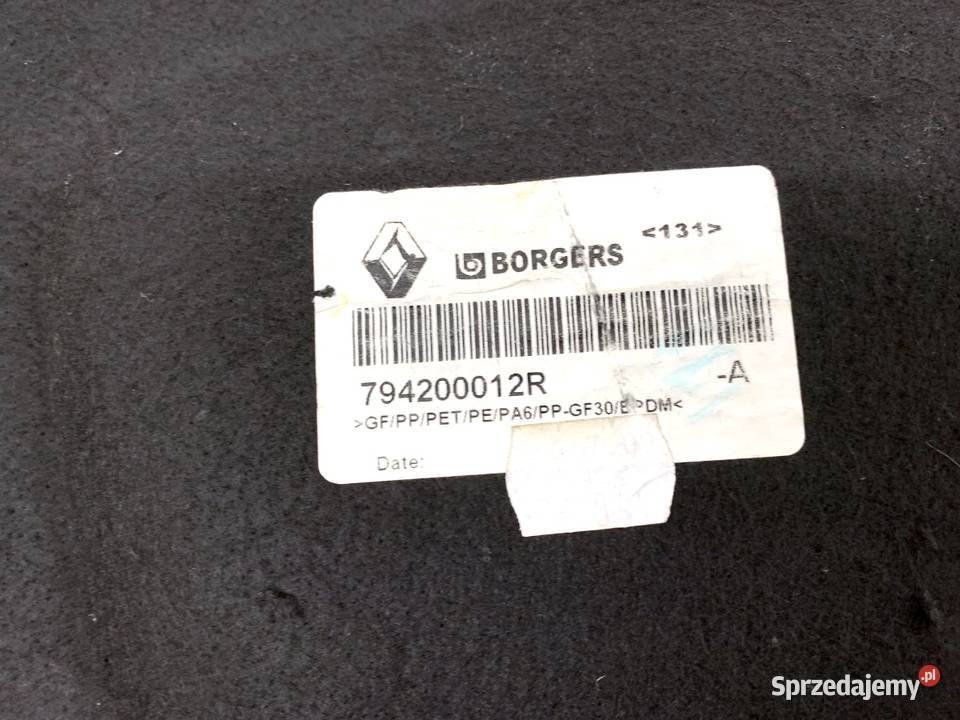 <131>
BORGERS
794200012R -A
>GF/PP/PET/PE/PA6/PP-GF30/EPDM<
Date:
Sprzedajemy.pl